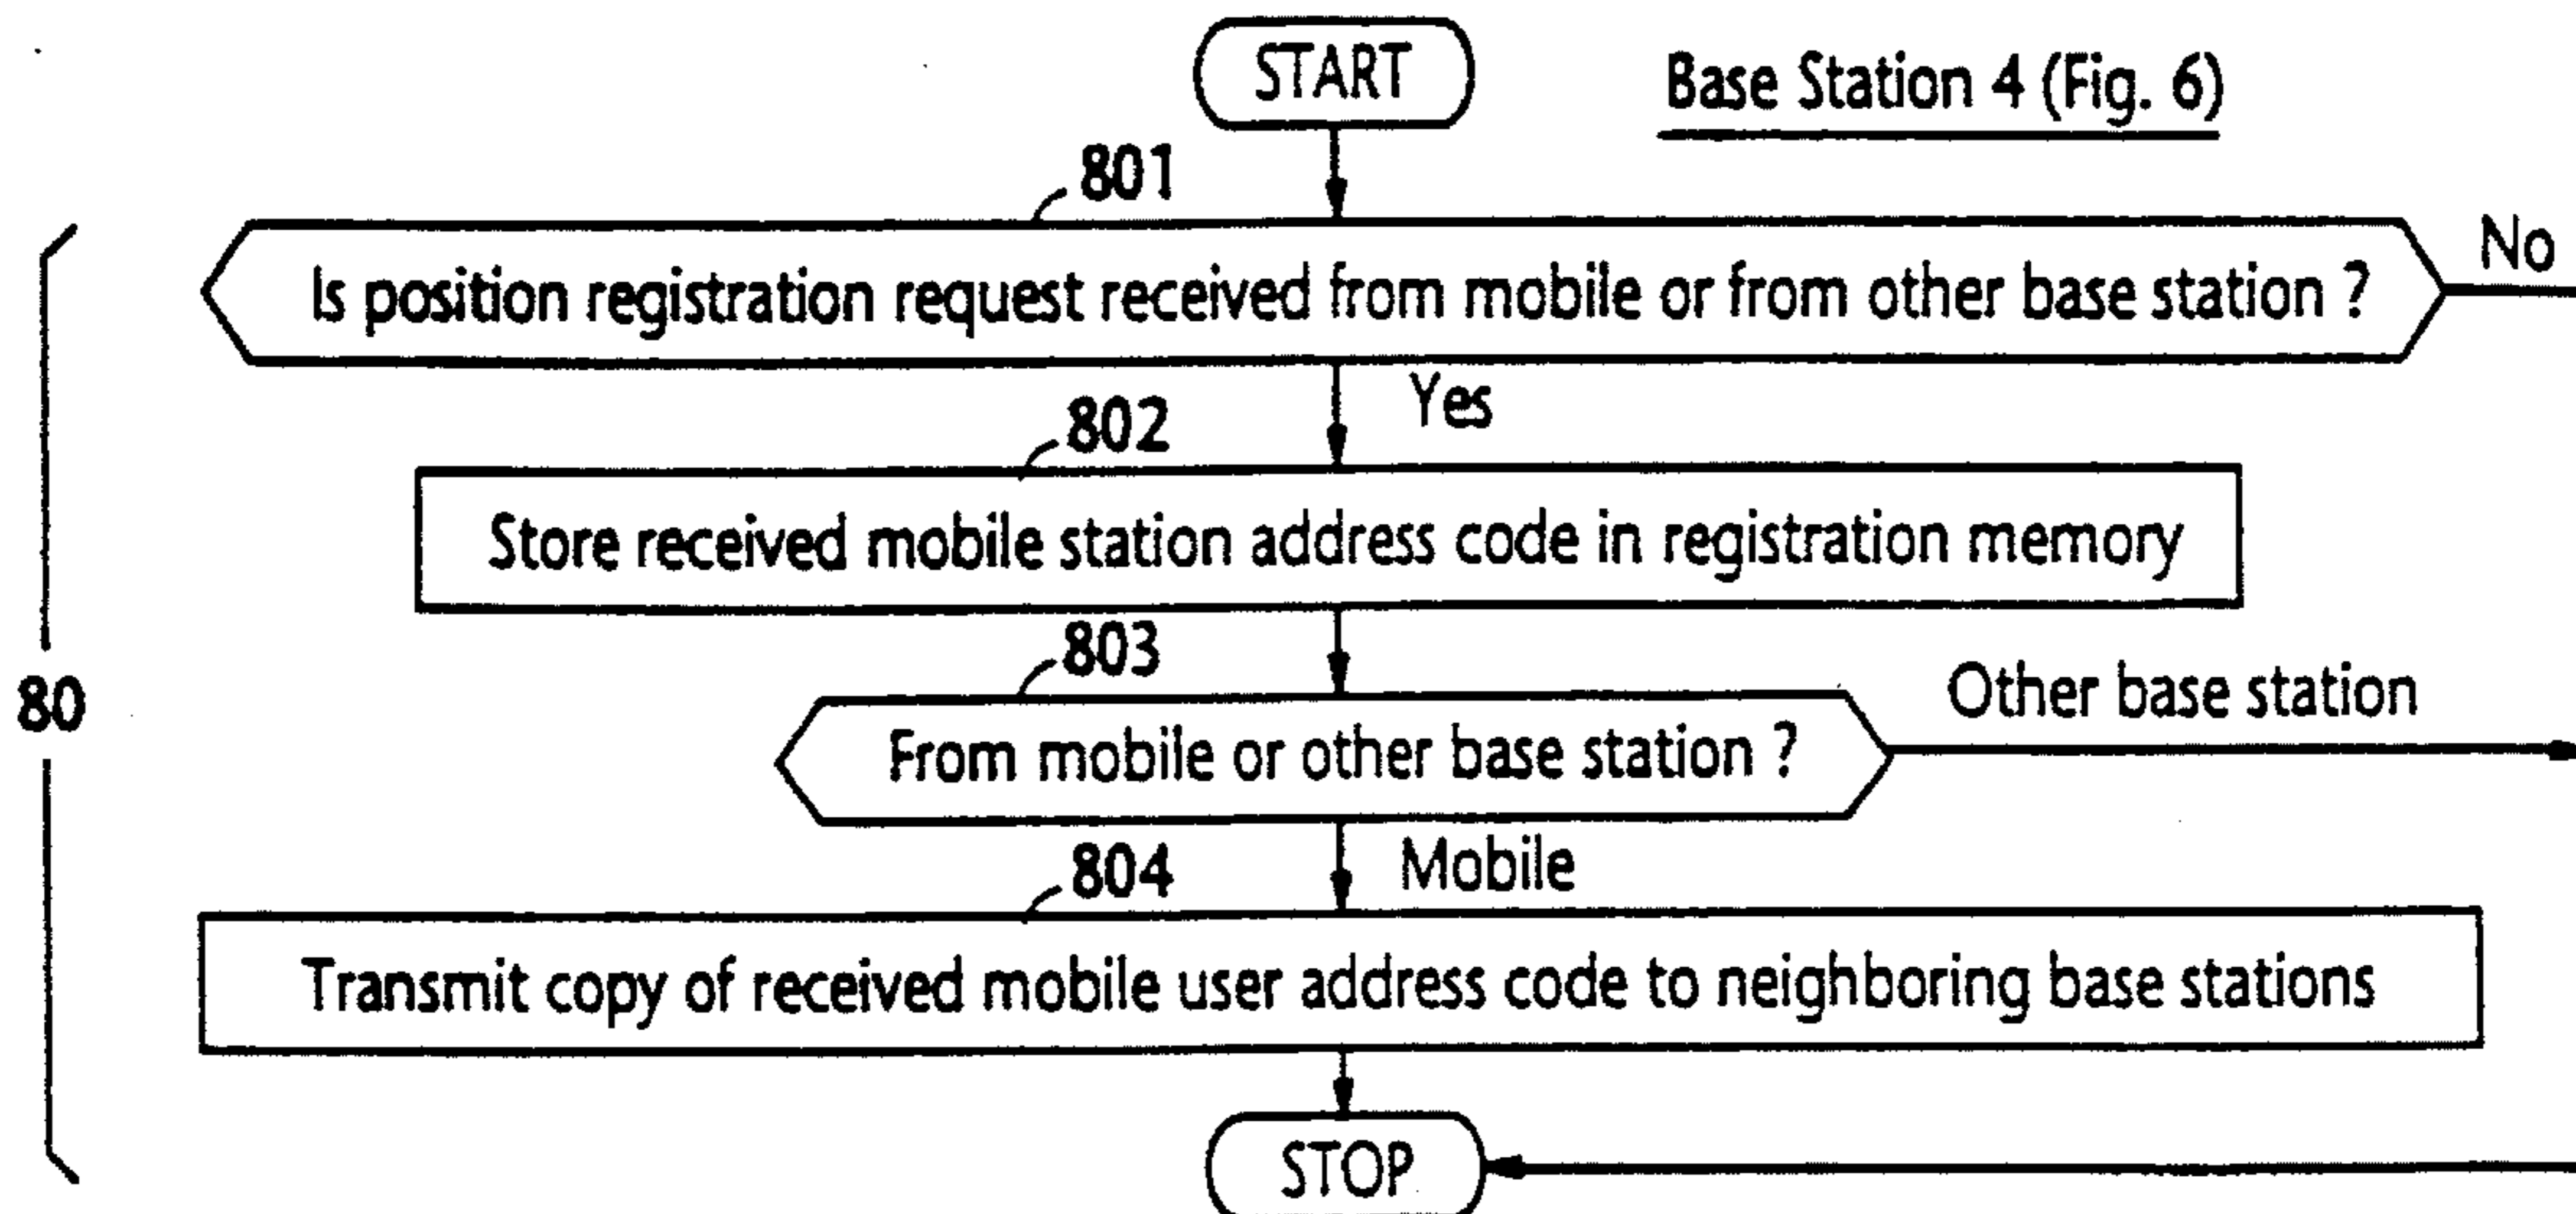 START
Base Station 4 (Fig. 6)
801
Is position registration request received from mobile or from other base station ?
No
Yes
802
Store received mobile station address code in registration memory
803
80
From mobile or other base station ?
Other base station
Mobile
804
Transmit copy of received mobile user address code to neighboring base stations
STOP